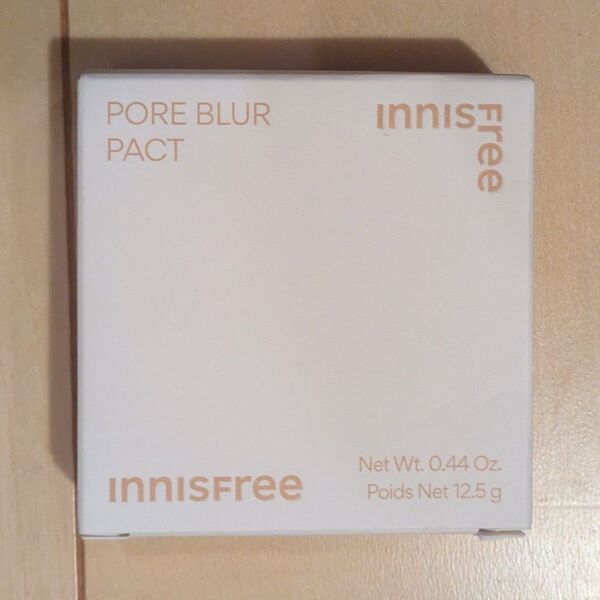 PORE BLUR
PACT
INNISFree
INNISFree
Net Wt. 0.44 Oz.
Poids Net 12.5 g